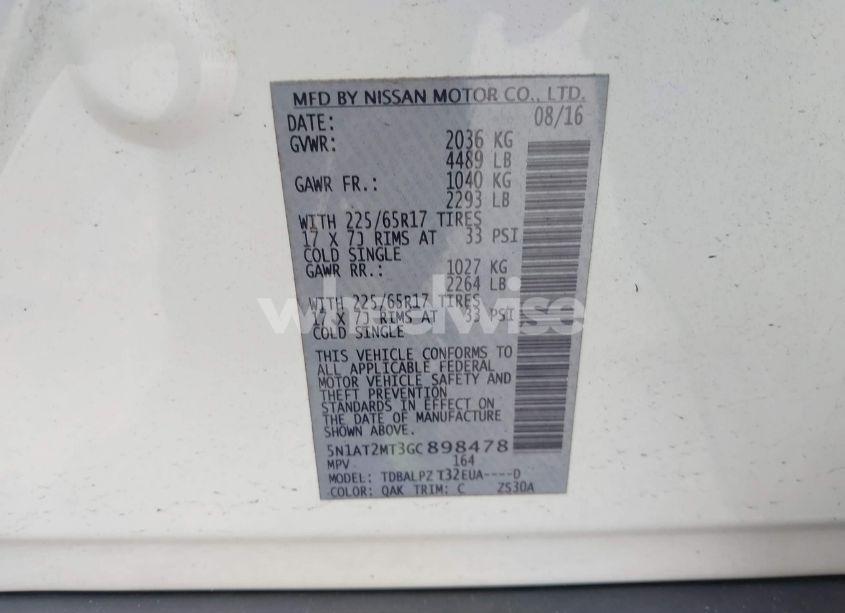 MFD BY NISSAN MOTOR CO., LTD.
DATE: 08/16
GVWR: 2036 KG
4489 LB
GAWR FR.: 1040 KG
2293 LB
WITH 225/65R17 TIRES
17 X 7J RIMS AT 33 PSI
COLD SINGLE
GAWR RR.: 1027 KG
2264 LB
WITH 225/65R17 TIRES
17 X 7J RIMS AT 33 PSI
COLD SINGLE
wheelwise
THIS VEHICLE CONFORMS TO
ALL APPLICABLE FEDERAL
MOTOR VEHICLE SAFETY AND
THEFT PREVENTION
STANDARDS IN EFFECT ON
THE DATE OF MANUFACTURE
SHOWN ABOVE.
5N1AT2MT3GC898478
MPV 164
MODEL: TDBALPZ T32EUA----D
COLOR: QAK TRIM: C ZS30A